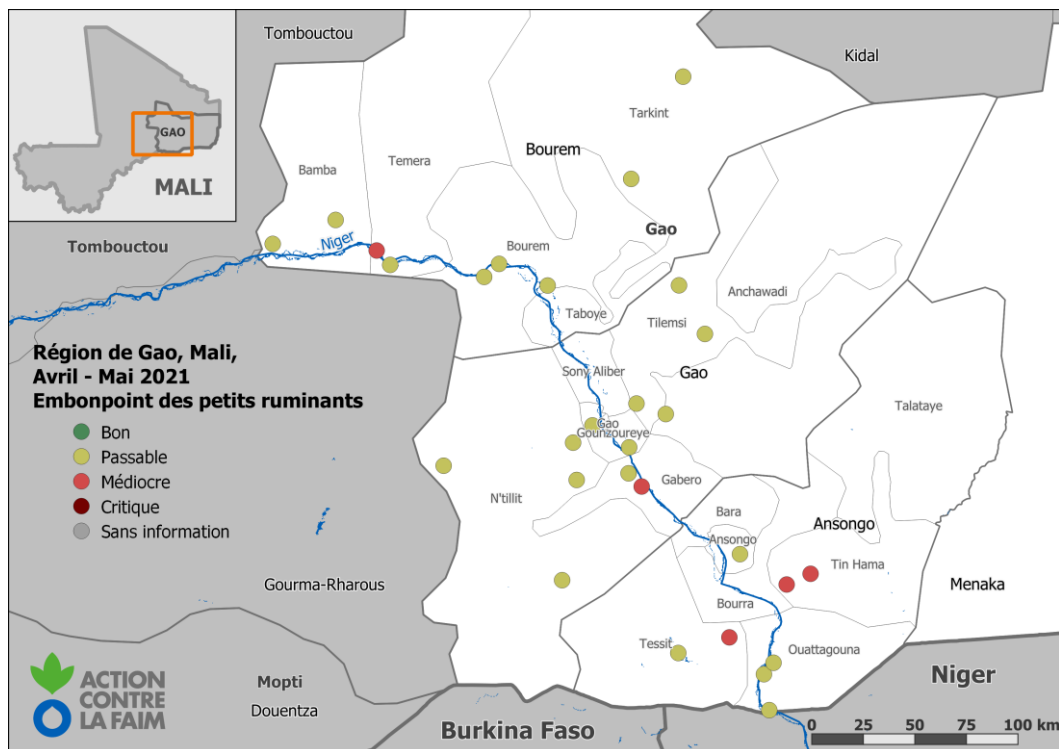 GAO
MALI
Tombouctou
Kidal
Tarkint
Bourem
Temera
Bamba
Tombouctou
Niger
Bourem
Gao
Anchawadi
Taboye
Tilemsi
Région de Gao, Mali,
Avril - Mai 2021
Embonpoint des petits ruminants
Bon
Passable
Médiocre
Critique
Sans information
Sony Aliber
Gao
Talataye
Gao
Gounzoureye
N'tillit
Gabero
Bara
Ansongo
Ansongo
Tin Hama
Gourma-Rharous
Menaka
Bourra
Tessit
Ouattagouna
Niger
Mopti
Douentza
Burkina Faso
ACTION
CONTRE
LA FAIM
0 25 50 75 100 km